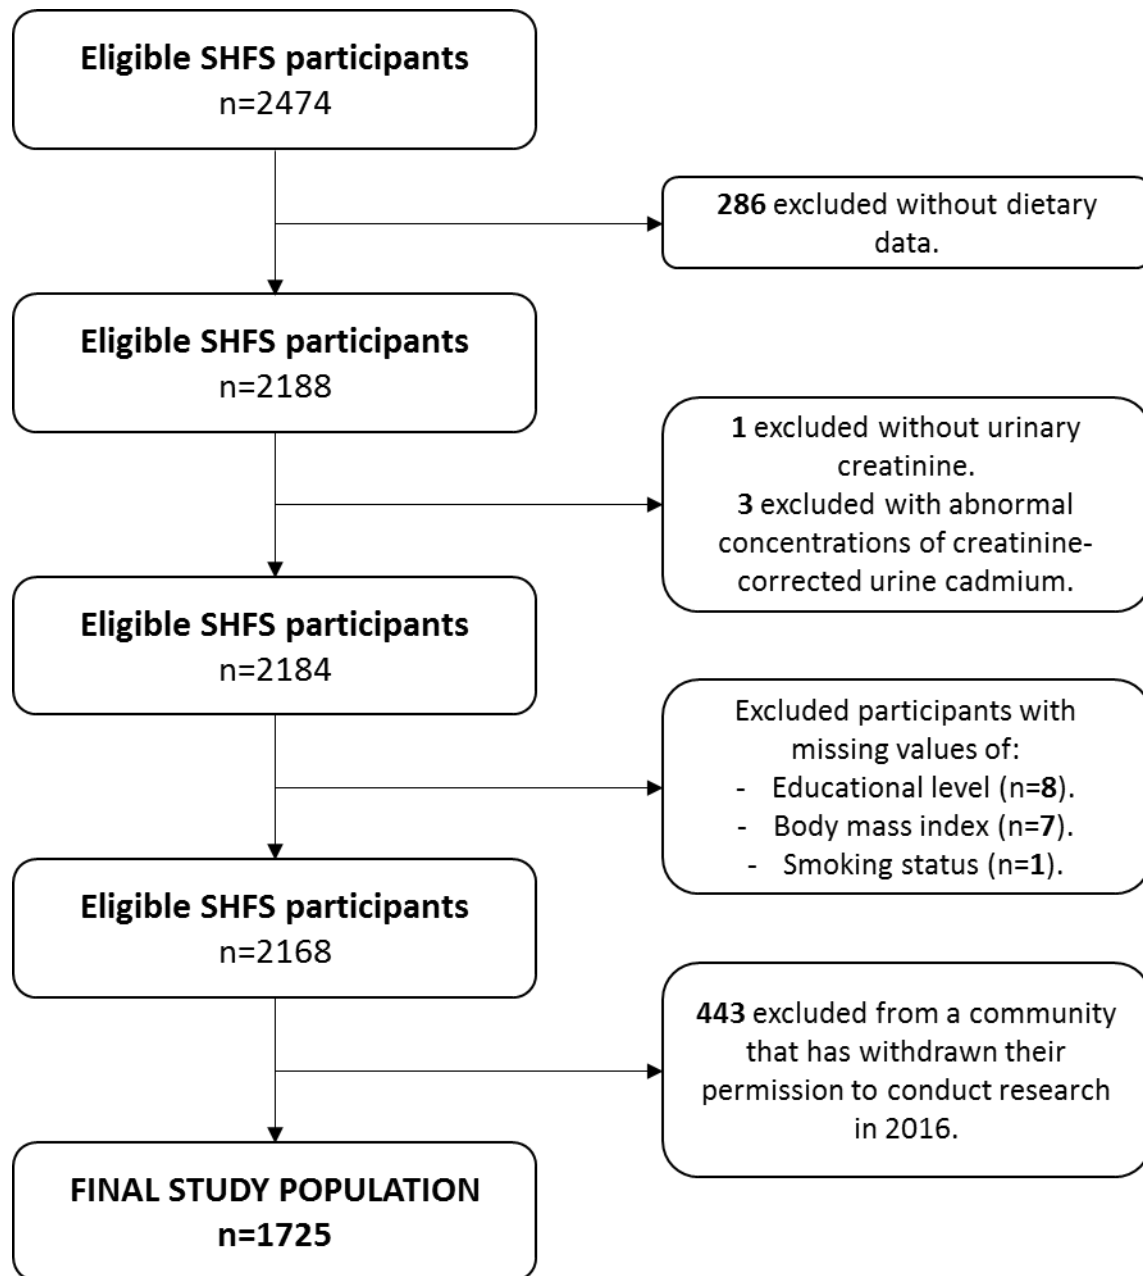 Eligible SHFS participants
n=2474
286 excluded without dietary
data.
Eligible SHFS participants
n=2188
1 excluded without urinary
creatinine.
3 excluded with abnormal
concentrations of creatinine-
corrected urine cadmium.
Eligible SHFS participants
n=2184
Excluded participants with
missing values of:
- Educational level (n=8).
- Body mass index (n=7).
- Smoking status (n=1).
Eligible SHFS participants
n=2168
443 excluded from a community
that has withdrawn their
permission to conduct research
in 2016.
FINAL STUDY POPULATION
n=1725